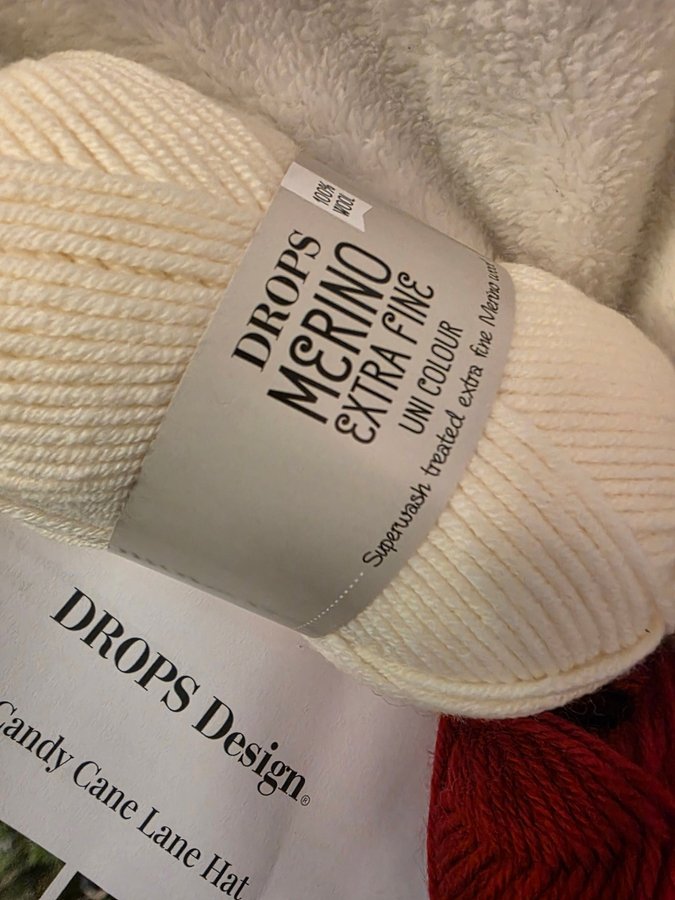 100%
WOOL
DROPS
MERINO
EXTRA FINE
UNI COLOUR
Superwash treated extra fine Merino wool
DROPS Design®
Candy Cane Lane Hat